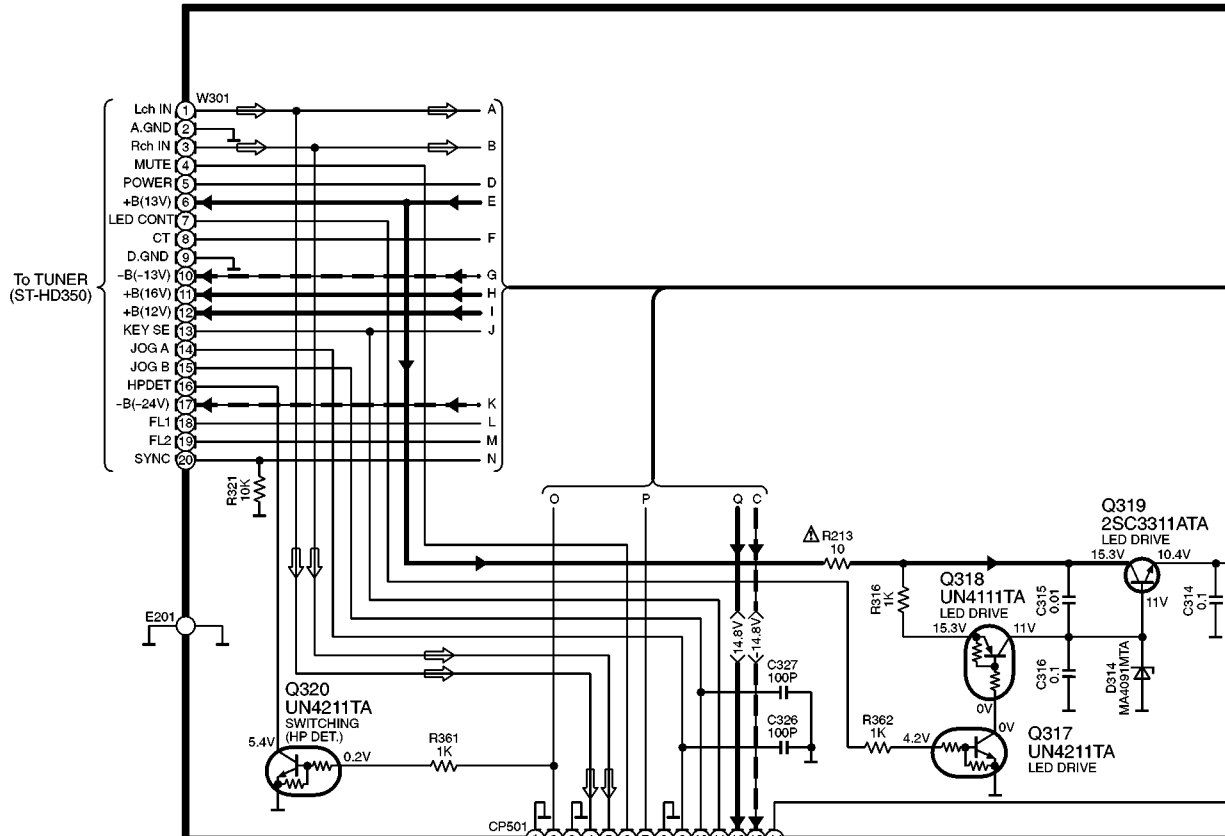 W301
Lch IN 1 A
A.GND 2
Rch IN 3 B
MUTE 4
POWER 5 D
+B(13V) 6 E
LED CONT 7
CT 8 F
D.GND 9
-B(-13V) 10 G
+B(16V) 11 H
+B(12V) 12 I
KEY SE 13 J
JOG A 14
JOG B 15
HPDET 16
-B(-24V) 17 K
FL1 18 L
FL2 19 M
SYNC 20 N
To TUNER
(ST-HD350)
R321
10K
O P Q C
E201
R213
10
Q319
2SC3311ATA
LED DRIVE
15.3V 10.4V
11V
R316
1K
Q318
UN4111TA
LED DRIVE
15.3V 11V
0V
C315
0.01
C314
0.1
C316
0.1
D314
MA4091MTA
14.8V
14.8V
C327
100P
C326
100P
Q320
UN4211TA
SWITCHING
(HP DET.)
5.4V 0.2V
R361
1K
R362
1K
4.2V
0V
Q317
UN4211TA
LED DRIVE
CP501